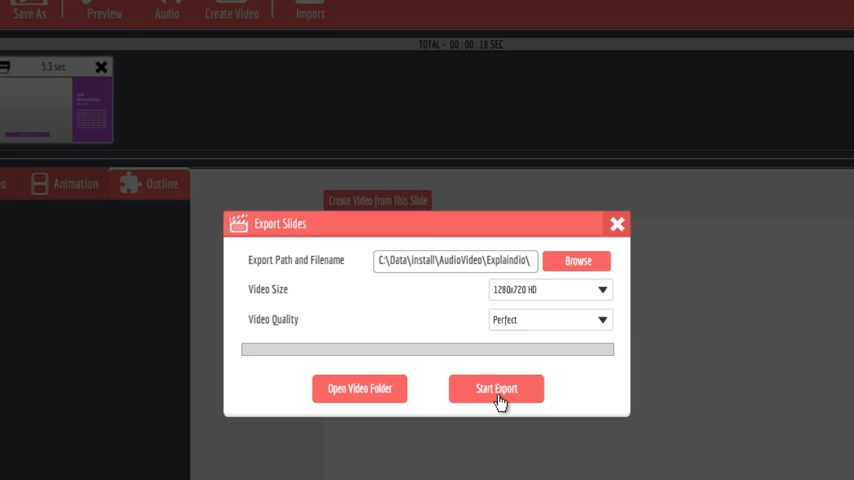 Save As
Preview
Audio
Create Video
Import
TOTAL - 00 : 00 : 18 SEC
5.3 sec
eo
Animation
Outline
Create Video from This Slide
Export Slides
Export Path and Filename
C:\Data\install\AudioVideo\Explaindio\
Browse
Video Size
1280x720 HD
Video Quality
Perfect
Open Video Folder
Start Export